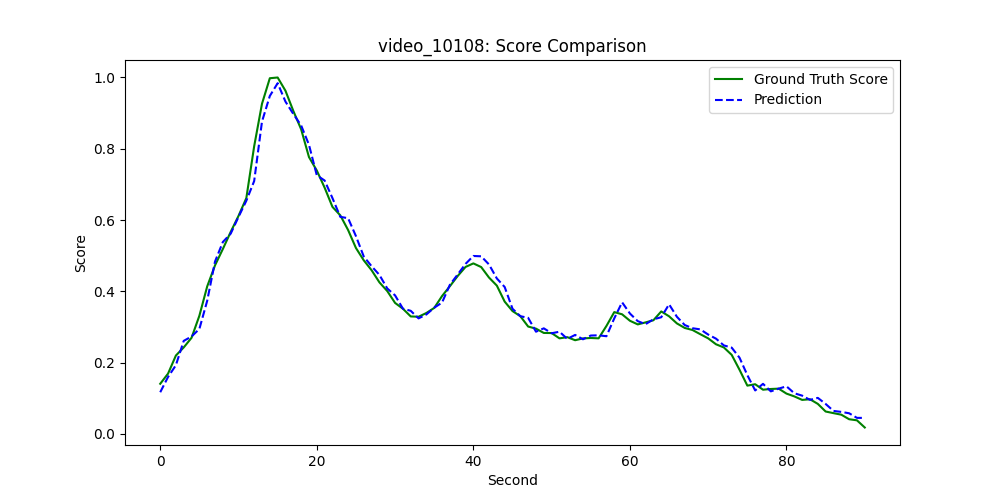 video_10108: Score Comparison
Ground Truth Score
Prediction
1.0
0.8
0.6
0.4
0.2
0.0
Score
0 20 40 60 80
Second